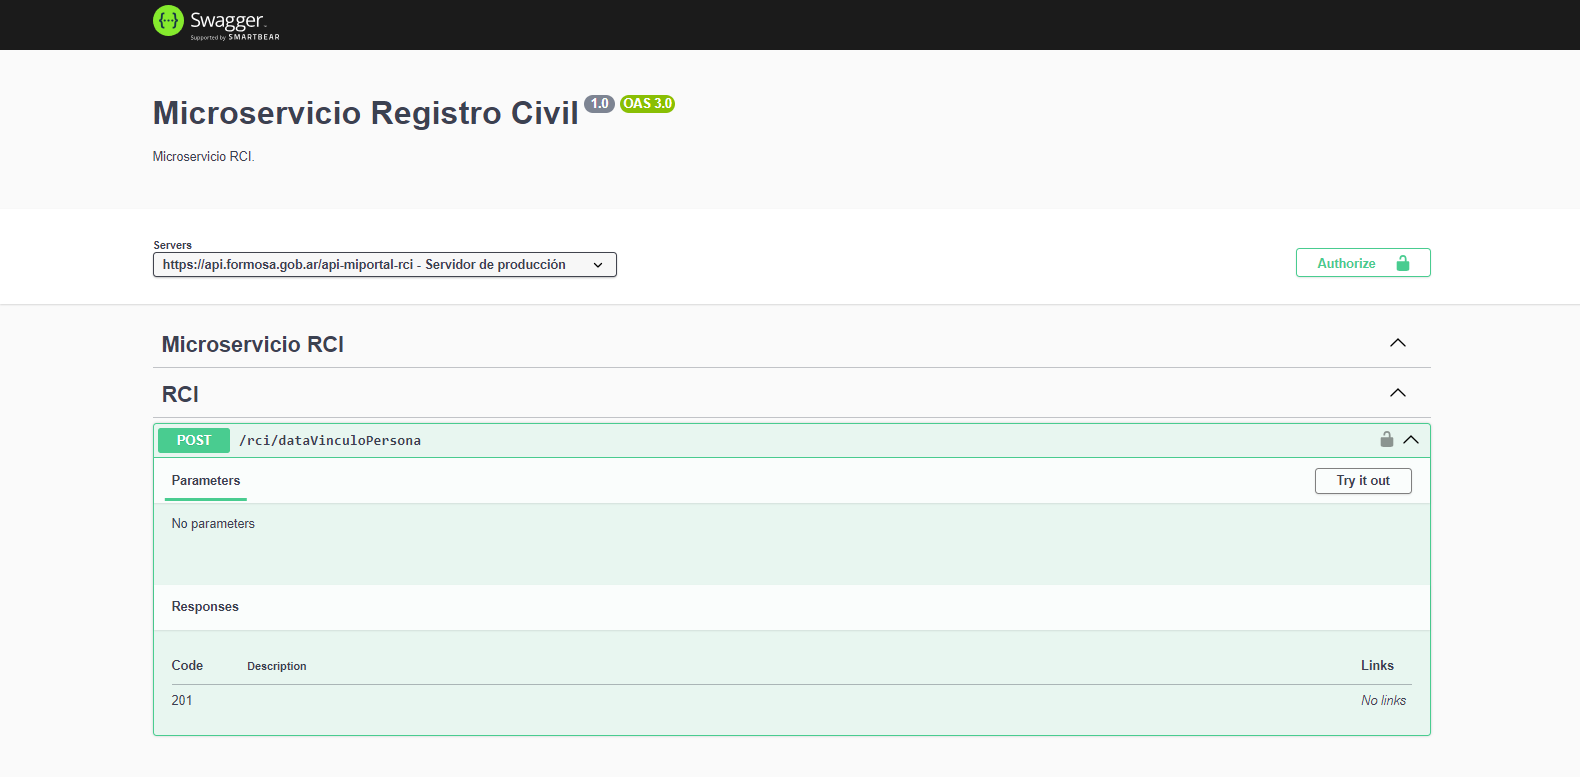 Swagger
Supported by SMARTBEAR
Microservicio Registro Civil 1.0 OAS 3.0
Microservicio RCI.
Servers
https://api.formosa.gob.ar/api-miportal-rci - Servidor de producción
Authorize
Microservicio RCI
RCI
POST /rci/dataVinculoPersona
Parameters
Try it out
No parameters
Responses
Code Description Links
201 No links